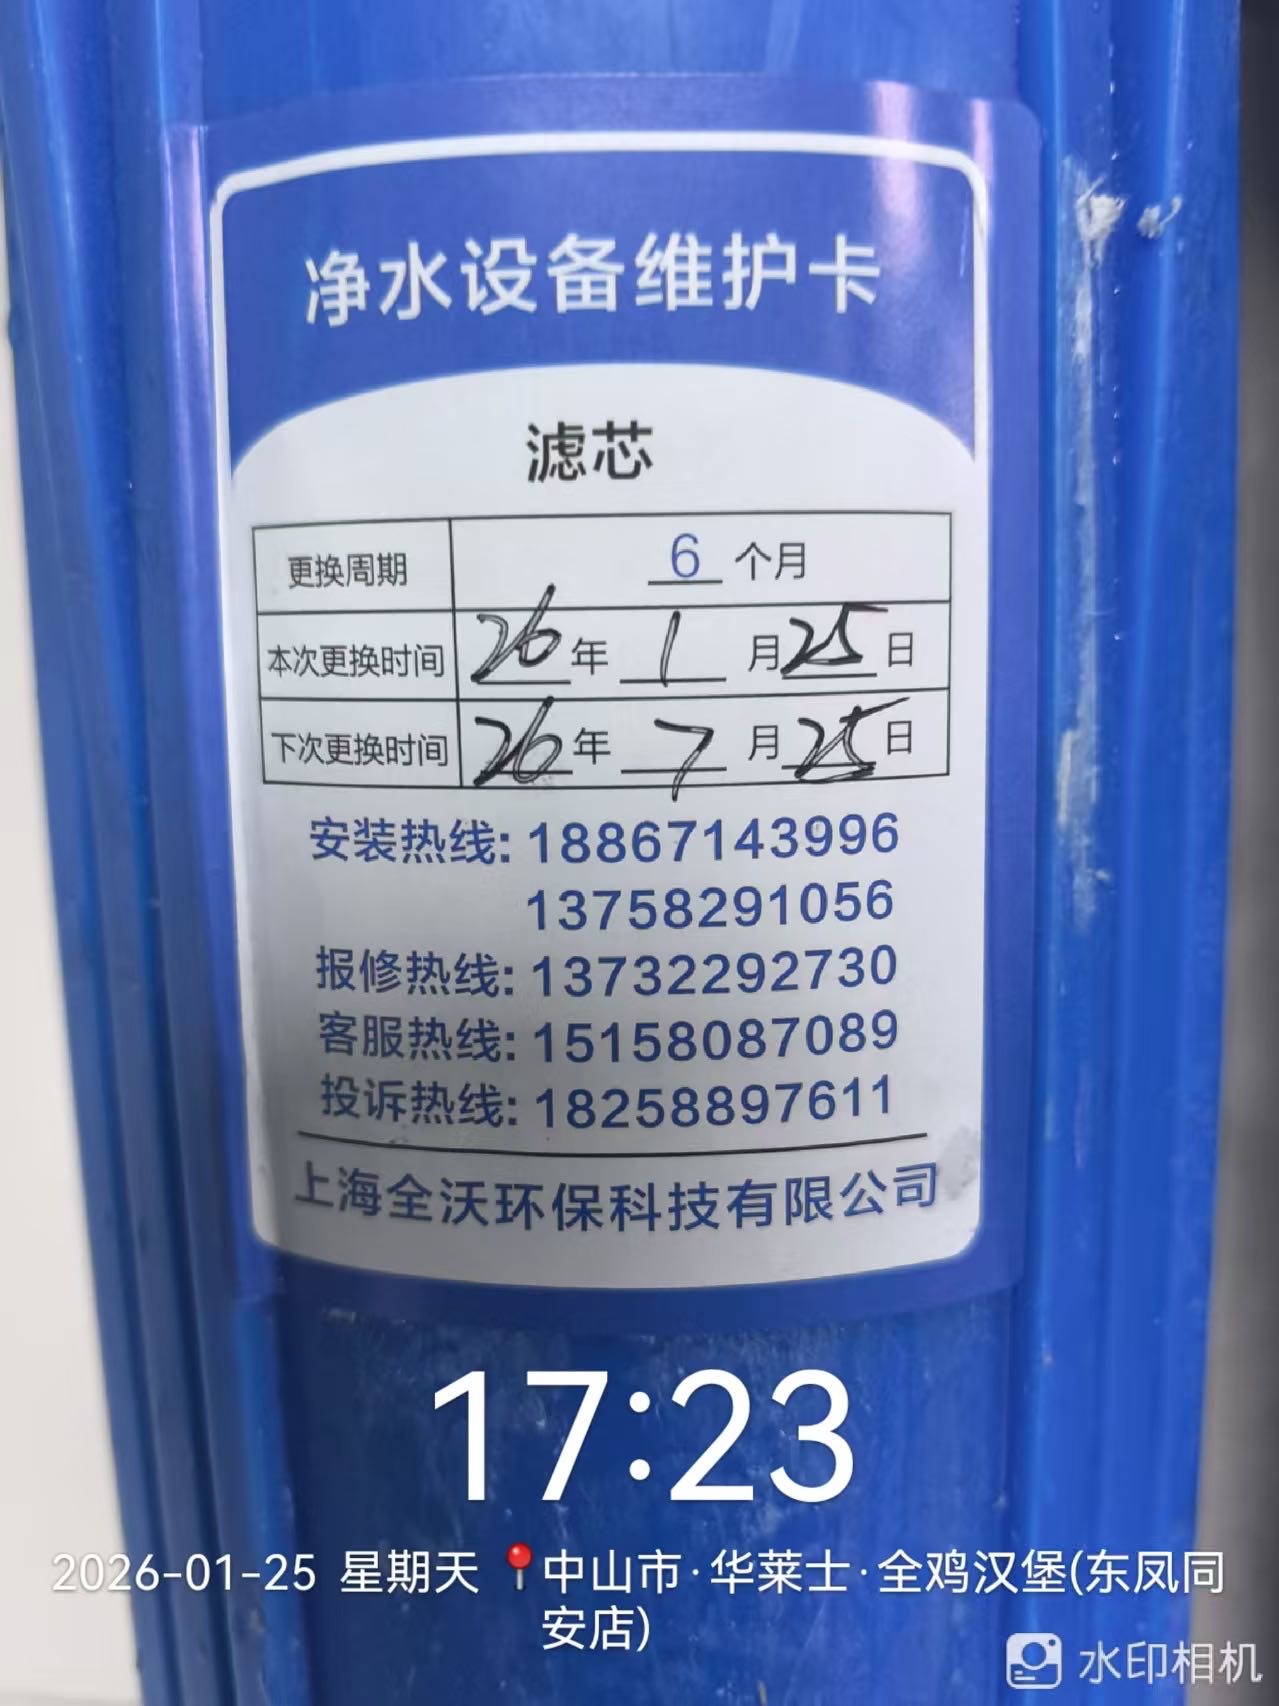 净水设备维护卡
滤芯
更换周期 6 个月
本次更换时间 26 年 1 月 25 日
下次更换时间 26 年 7 月 25 日
安装热线: 18867143996
13758291056
报修热线: 13732292730
客服热线: 15158087089
投诉热线: 18258897611
上海全沃环保科技有限公司
17:23
2026-01-25 星期天 📍中山市·华莱士·全鸡汉堡(东凤同
安店)
水印相机